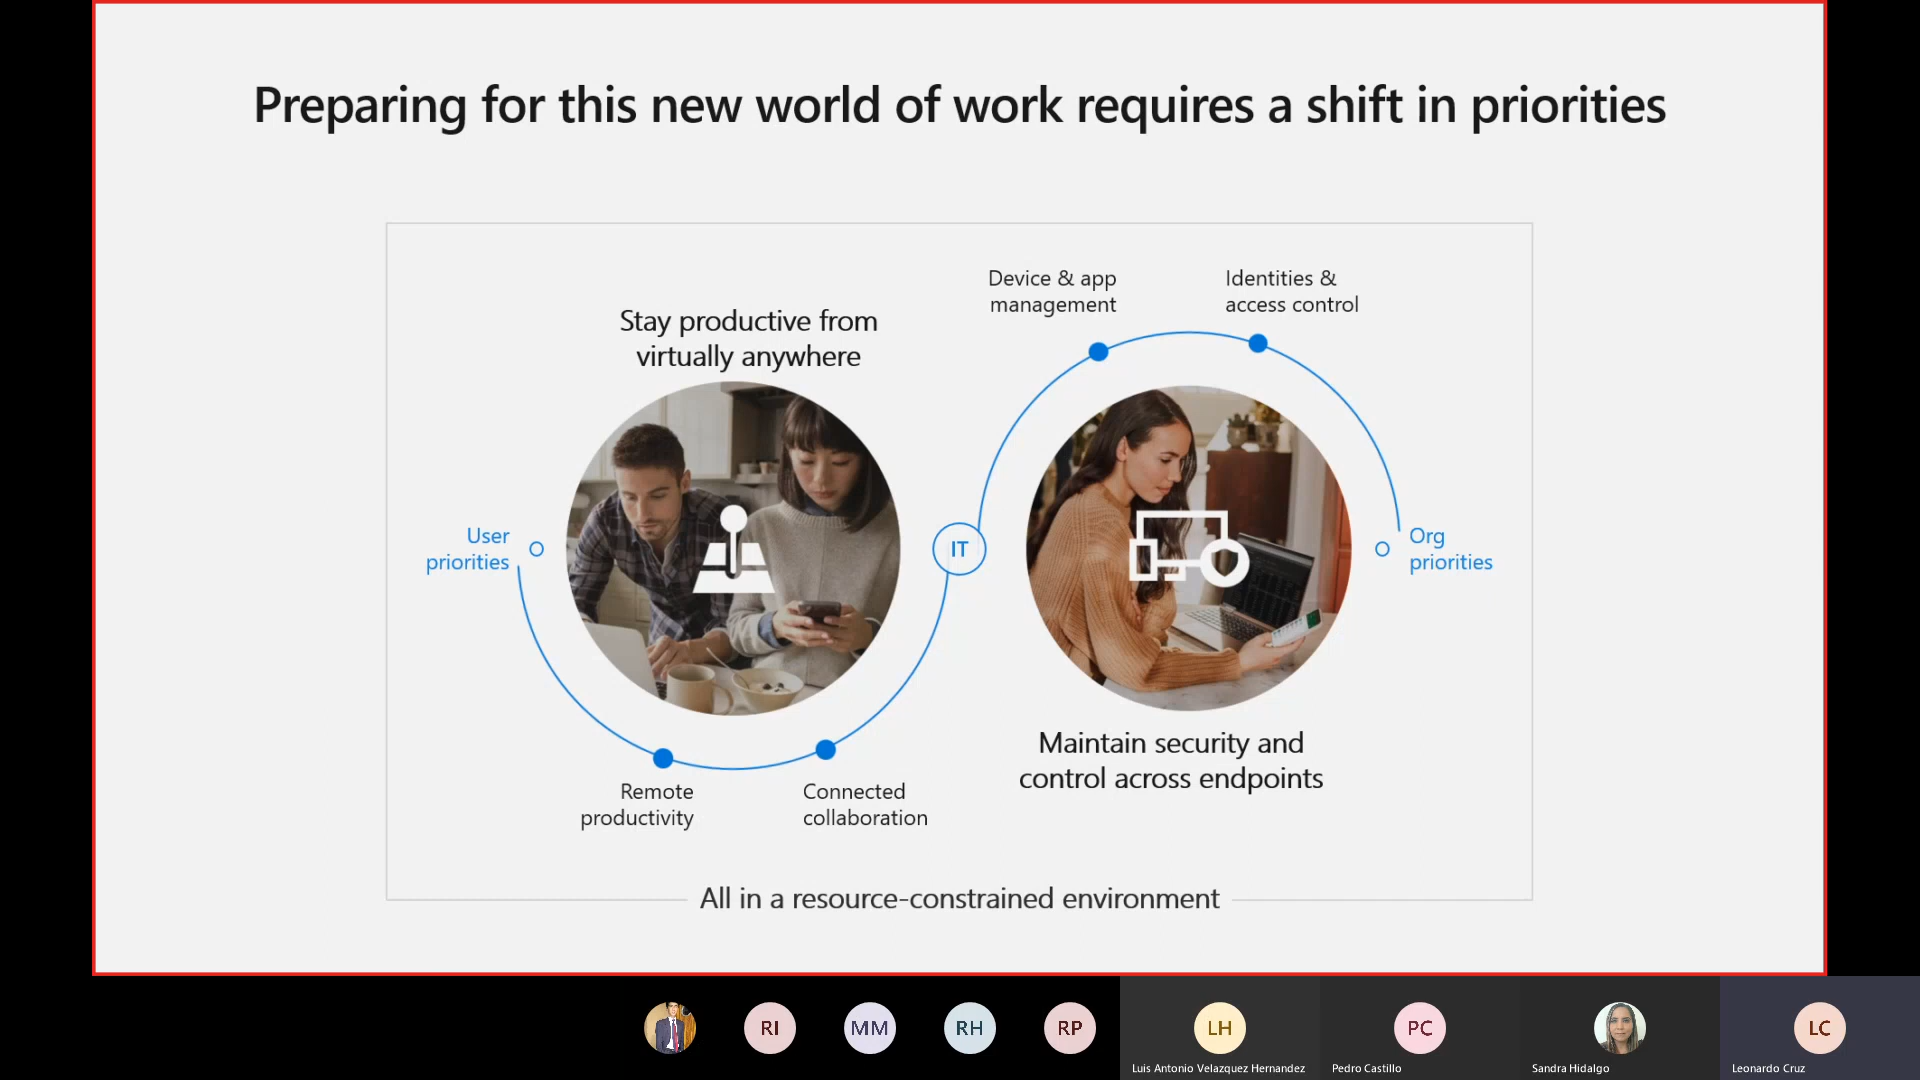 Preparing for this new world of work requires a shift in priorities
Device & app
management
Identities &
access control
Stay productive from
virtually anywhere
User
priorities
IT
Org
priorities
Maintain security and
control across endpoints
Remote
productivity
Connected
collaboration
All in a resource-constrained environment
RI
MM
RH
RP
LH
PC
LC
Luis Antonio Velazquez Hernandez
Pedro Castillo
Sandra Hidalgo
Leonardo Cruz